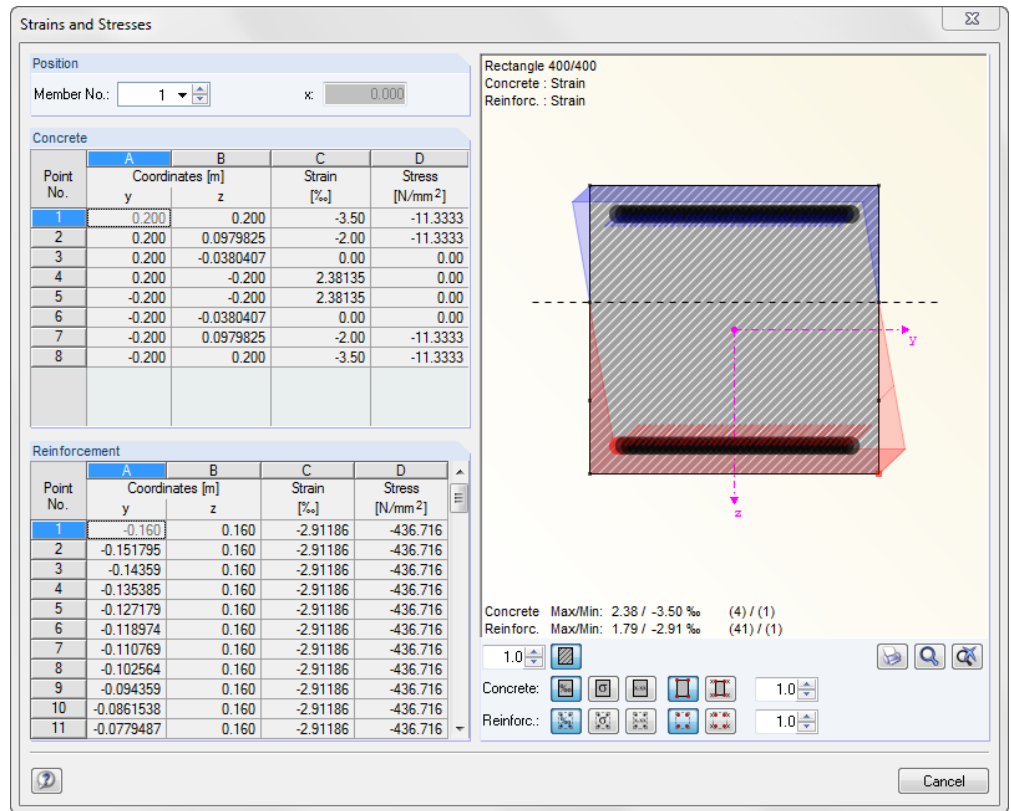 Strains and Stresses
Position
Member No.: 1 x: 0.000
Concrete
A B C D
Point No. Coordinates [m] Strain Stress
y z [‰] [N/mm²]
1 0.200 0.200 -3.50 -11.3333
2 0.200 0.0979825 -2.00 -11.3333
3 0.200 -0.0380407 0.00 0.00
4 0.200 -0.200 2.38135 0.00
5 -0.200 -0.200 2.38135 0.00
6 -0.200 -0.0380407 0.00 0.00
7 -0.200 0.0979825 -2.00 -11.3333
8 -0.200 0.200 -3.50 -11.3333
Reinforcement
A B C D
Point No. Coordinates [m] Strain Stress
y z [‰] [N/mm²]
1 -0.160 0.160 -2.91186 -436.716
2 -0.151795 0.160 -2.91186 -436.716
3 -0.14359 0.160 -2.91186 -436.716
4 -0.135385 0.160 -2.91186 -436.716
5 -0.127179 0.160 -2.91186 -436.716
6 -0.118974 0.160 -2.91186 -436.716
7 -0.110769 0.160 -2.91186 -436.716
8 -0.102564 0.160 -2.91186 -436.716
9 -0.094359 0.160 -2.91186 -436.716
10 -0.0861538 0.160 -2.91186 -436.716
11 -0.0779487 0.160 -2.91186 -436.716
Rectangle 400/400
Concrete : Strain
Reinforc. : Strain
y
z
Concrete Max/Min: 2.38 / -3.50 ‰ (4) / (1)
Reinforc. Max/Min: 1.79 / -2.91 ‰ (41) / (1)
1.0
Concrete: ‰ σ 1.0
Reinforc.: ‰ σ 1.0
Cancel